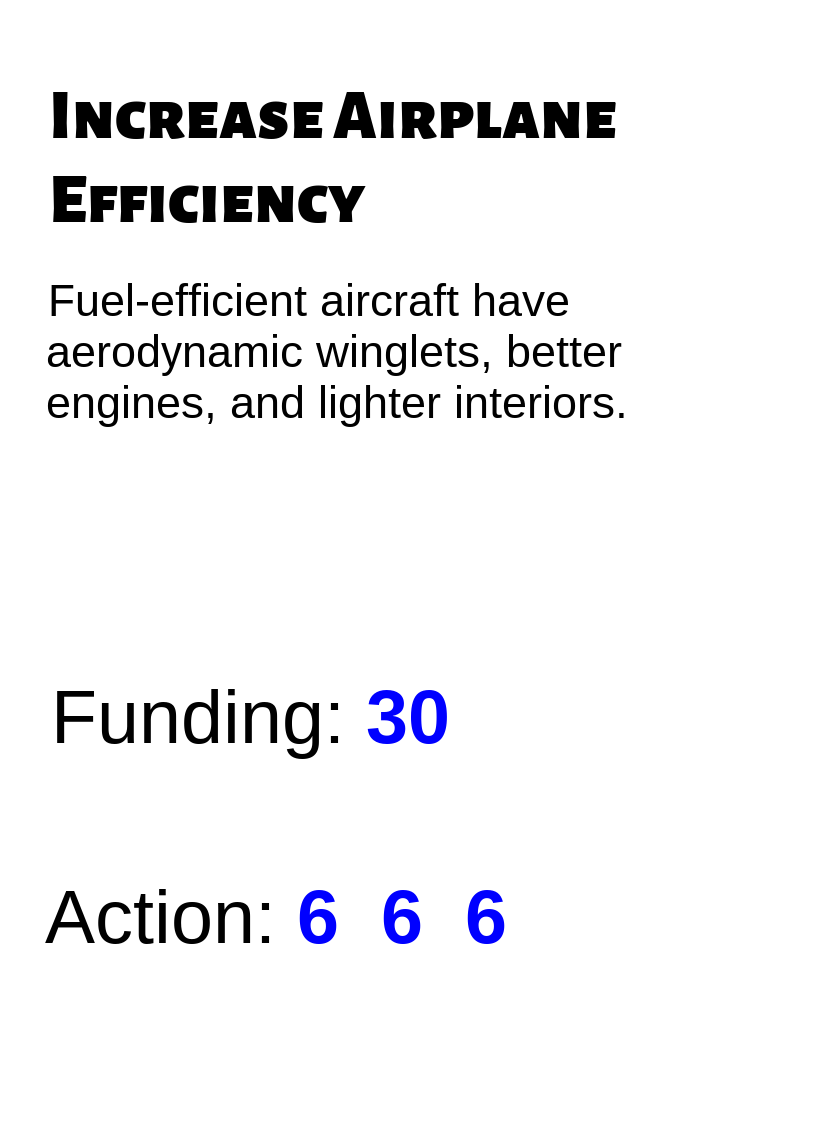 Increase Airplane
Efficiency
Fuel-efficient aircraft have
aerodynamic winglets, better
engines, and lighter interiors.
Funding: 30
Action: 6 6 6